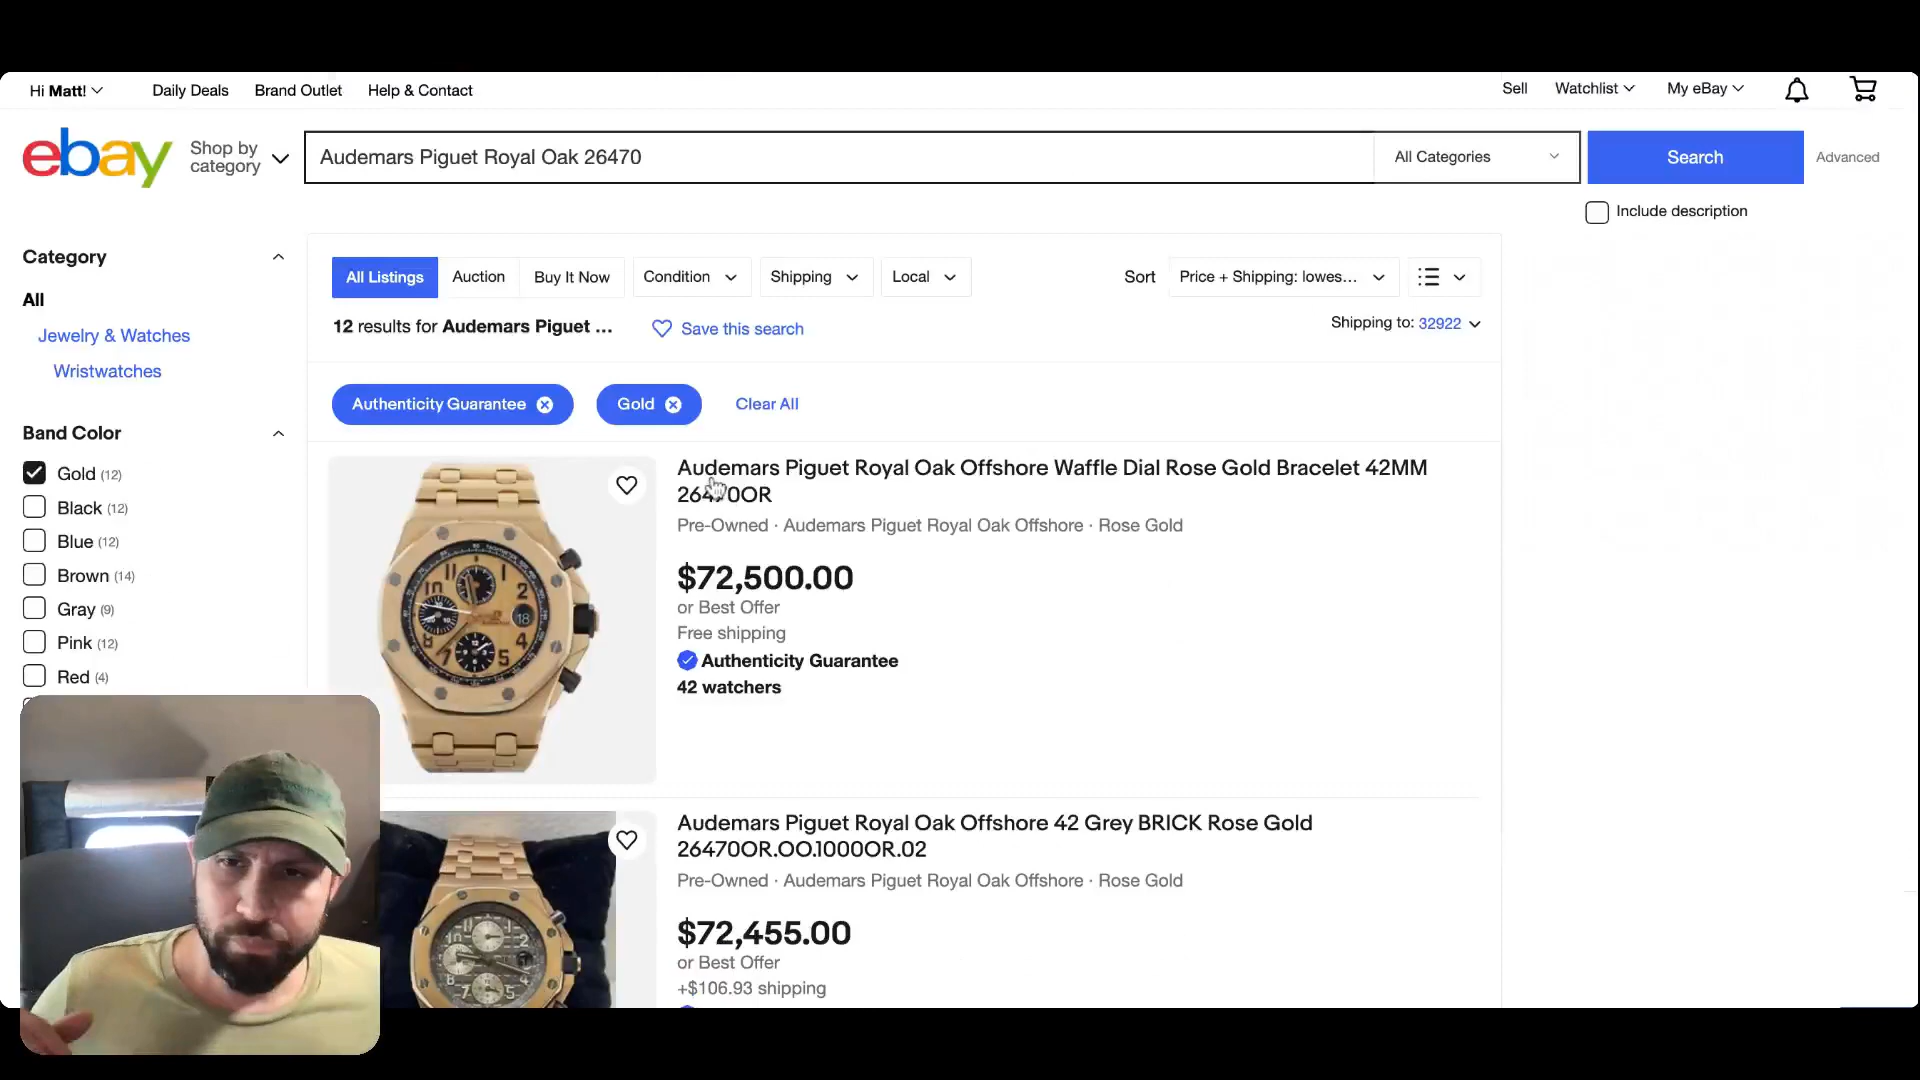 Hi Matt!
Daily Deals
Brand Outlet
Help & Contact
Sell
Watchlist
My eBay
ebay
Shop by
category
Audemars Piguet Royal Oak 26470
All Categories
Search
Advanced
Include description
Category
All
Jewelry & Watches
Wristwatches
Band Color
Gold (12)
Black (12)
Blue (12)
Brown (14)
Gray (9)
Pink (12)
Red (4)
All Listings
Auction
Buy It Now
Condition
Shipping
Local
Sort
Price + Shipping: lowes...
12 results for Audemars Piguet ...
Save this search
Shipping to: 32922
Authenticity Guarantee
Gold
Clear All
Audemars Piguet Royal Oak Offshore Waffle Dial Rose Gold Bracelet 42MM
26470OR
Pre-Owned · Audemars Piguet Royal Oak Offshore · Rose Gold
$72,500.00
or Best Offer
Free shipping
Authenticity Guarantee
42 watchers
Audemars Piguet Royal Oak Offshore 42 Grey BRICK Rose Gold
26470OR.OO.1000OR.02
Pre-Owned · Audemars Piguet Royal Oak Offshore · Rose Gold
$72,455.00
or Best Offer
+$106.93 shipping